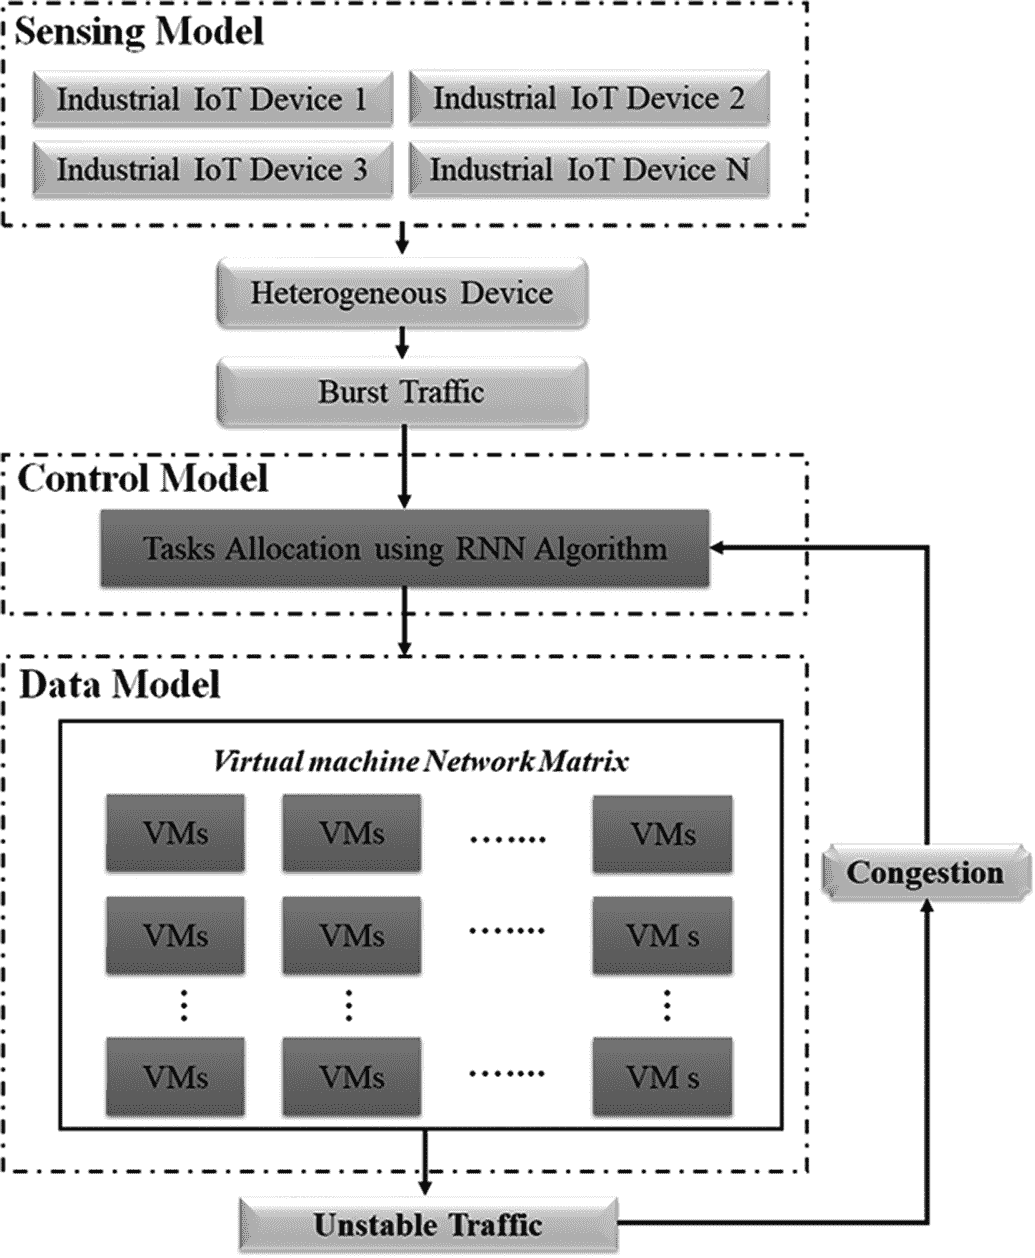 Sensing Model
Industrial IoT Device 1
Industrial IoT Device 2
Industrial IoT Device 3
Industrial IoT Device N
Heterogeneous Device
Burst Traffic
Control Model
Tasks Allocation using RNN Algorithm
Data Model
Virtual machine Network Matrix
VMs VMs ........ VMs
VMs VMs ........ VM s
VMs VMs ........ VM s
Congestion
Unstable Traffic